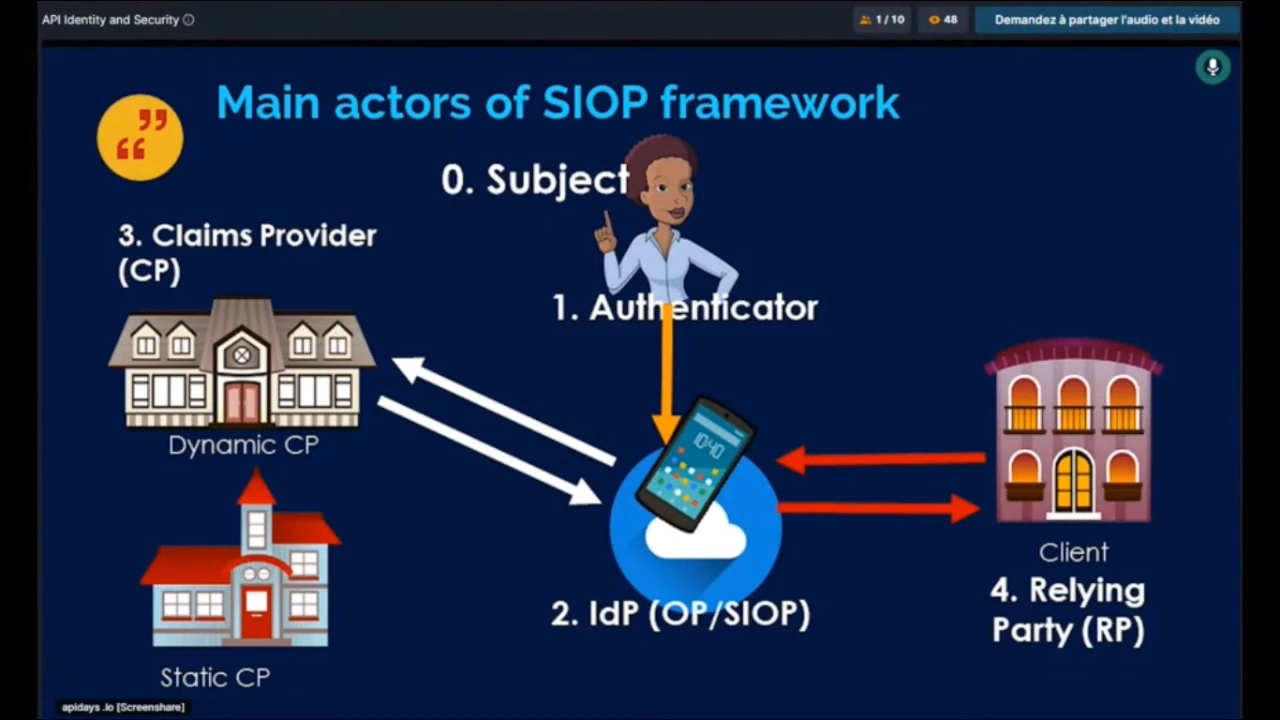 API Identity and Security
1 / 10
48
Demandez à partager l'audio et la vidéo
Main actors of SIOP framework
0. Subject
3. Claims Provider
(CP)
1. Authenticator
Dynamic CP
10:40
Client
4. Relying
Party (RP)
2. IdP (OP/SIOP)
Static CP
apidays .io [Screenshare]